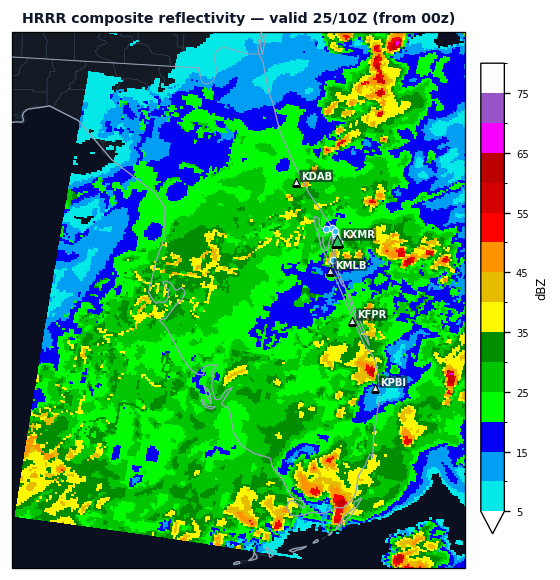 HRRR composite reflectivity — valid 25/10Z (from 00z)
KDAB
KXMR
KMLB
KFPR
KPBI
75
65
55
45
35
25
15
5
dBZ